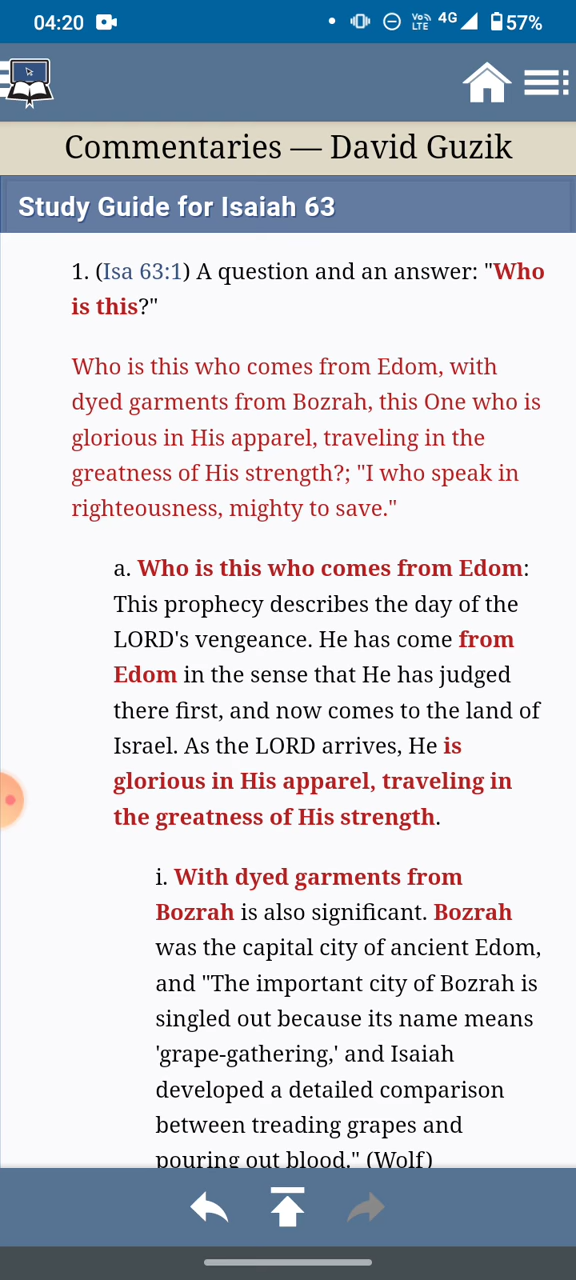 04:20
VoLTE 4G 57%
Commentaries — David Guzik
Study Guide for Isaiah 63
1. (Isa 63:1) A question and an answer: "Who
is this?"
Who is this who comes from Edom, with
dyed garments from Bozrah, this One who is
glorious in His apparel, traveling in the
greatness of His strength?; "I who speak in
righteousness, mighty to save."
a. Who is this who comes from Edom:
This prophecy describes the day of the
LORD's vengeance. He has come from
Edom in the sense that He has judged
there first, and now comes to the land of
Israel. As the LORD arrives, He is
glorious in His apparel, traveling in
the greatness of His strength.
i. With dyed garments from
Bozrah is also significant. Bozrah
was the capital city of ancient Edom,
and "The important city of Bozrah is
singled out because its name means
'grape-gathering,' and Isaiah
developed a detailed comparison
between treading grapes and
pouring out blood." (Wolf)